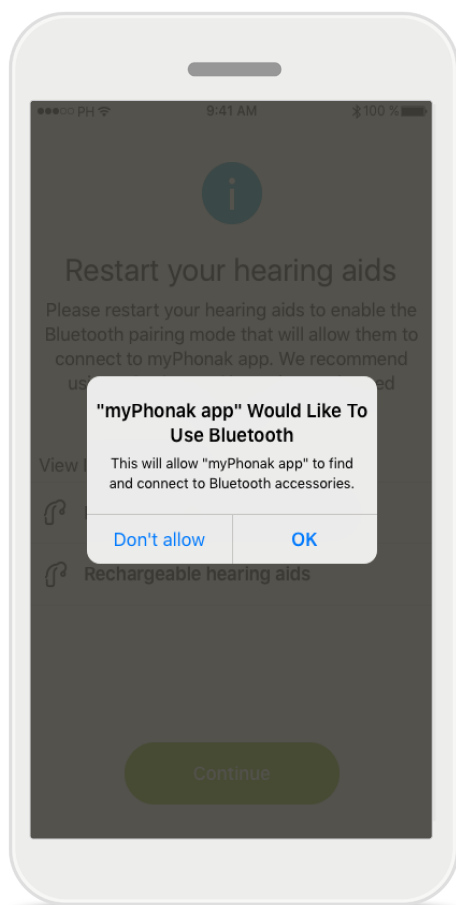 PH 9:41 AM 100 %
i
Restart your hearing aids
Please restart your hearing aids to enable the
Bluetooth pairing mode that will allow them to
connect to myPhonak app. We recommend
"myPhonak app" Would Like To
Use Bluetooth
This will allow "myPhonak app" to find
and connect to Bluetooth accessories.
View
Don't allow OK
Rechargeable hearing aids
Continue